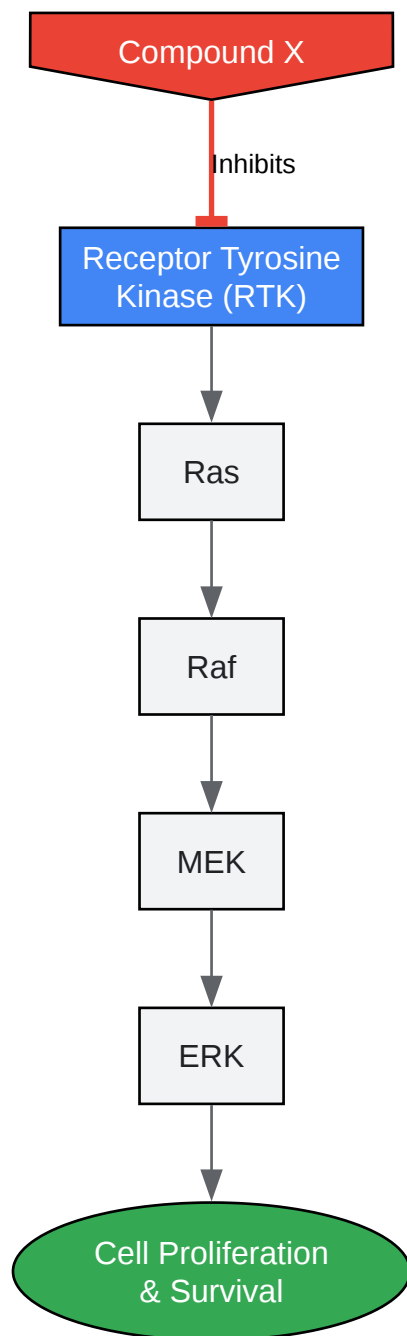 Compound X
Inhibits
Receptor Tyrosine
Kinase (RTK)
Ras
Raf
MEK
ERK
Cell Proliferation
& Survival